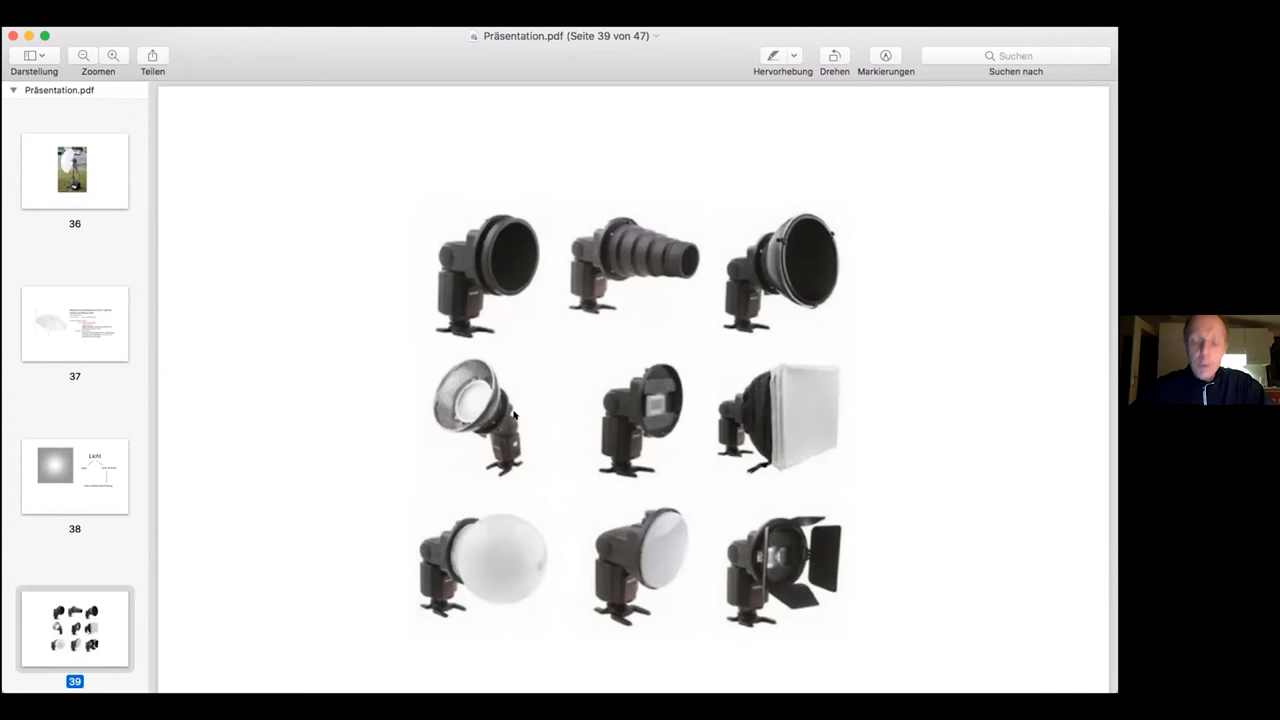 Präsentation.pdf (Seite 39 von 47)
Darstellung
Zoomen
Teilen
Hervorhebung
Drehen
Markierungen
Suchen
Suchen nach
Präsentation.pdf
36
37
Licht
38
39